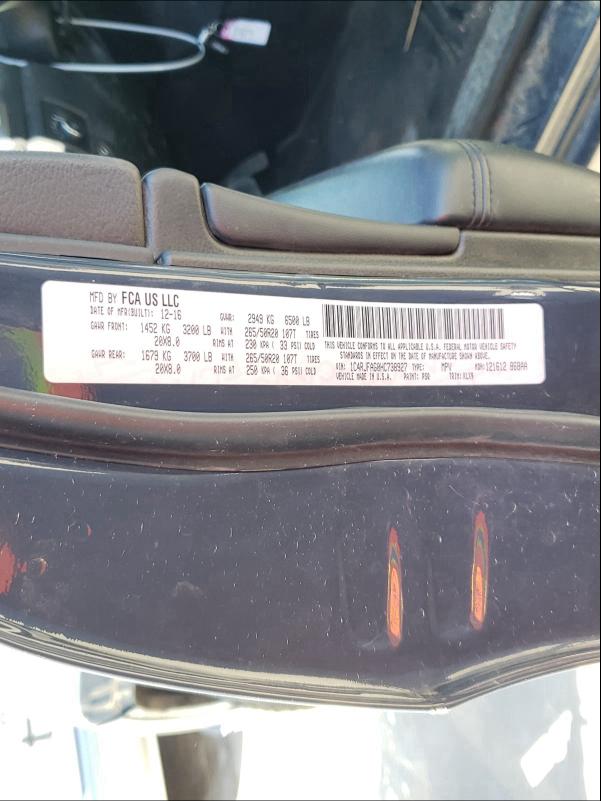 MFD BY FCA US LLC
DATE OF MFR(BUILT): 12-16 GVWR: 2949 KG 6500 LB
GAWR FRONT: 1452 KG 3200 LB WITH 265/50R20 107T TIRES
20X8.0 RIMS AT 230 KPA ( 33 PSI) COLD
GAWR REAR: 1679 KG 3700 LB WITH 265/50R20 107T TIRES
20X8.0 RIMS AT 250 KPA ( 36 PSI) COLD
THIS VEHICLE CONFORMS TO ALL APPLICABLE U.S.A. FEDERAL MOTOR VEHICLE SAFETY
STANDARDS IN EFFECT ON THE DATE OF MANUFACTURE SHOWN ABOVE.
VIN: TYPE: MPV MDH: 121612
VEHICLE MADE IN U.S.A. PAINT: TRIM: